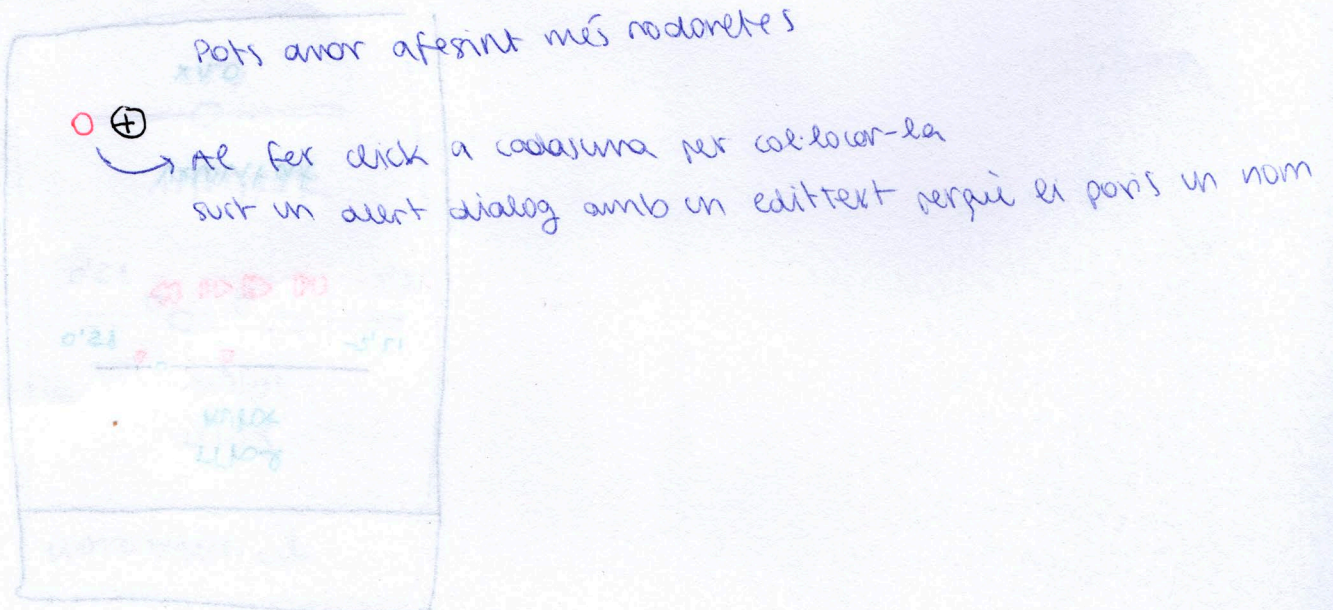 Pots anar afegint més rodonetes
+
Al fer click a cadascuna per col·locar-la
surt un alert dialog amb un edittext perquè li posis un nom